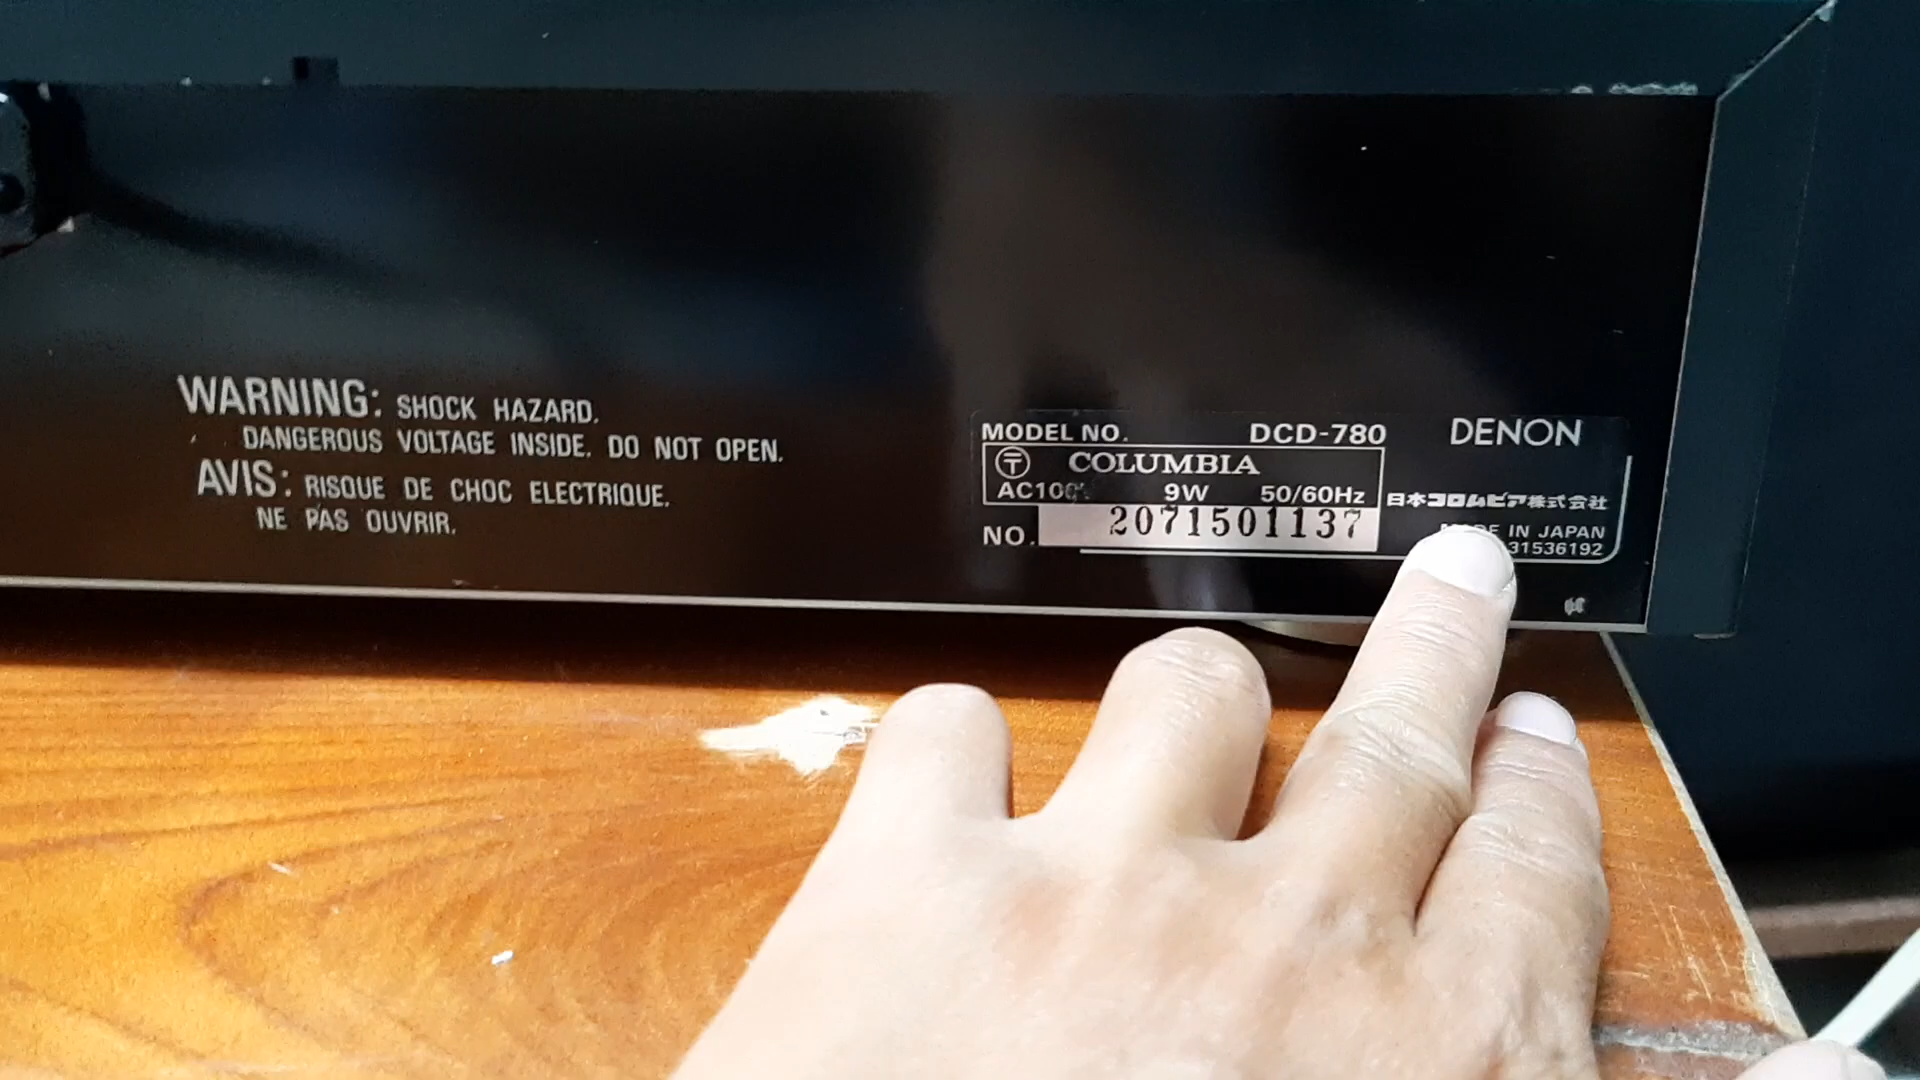 WARNING: SHOCK HAZARD.
DANGEROUS VOLTAGE INSIDE. DO NOT OPEN.
AVIS: RISQUE DE CHOC ELECTRIQUE.
NE PAS OUVRIR.
MODEL NO. DCD-780 DENON
〒 COLUMBIA
AC100 9W 50/60Hz 日本コロムビア株式会社
NO. 2071501137
MADE IN JAPAN
31536192